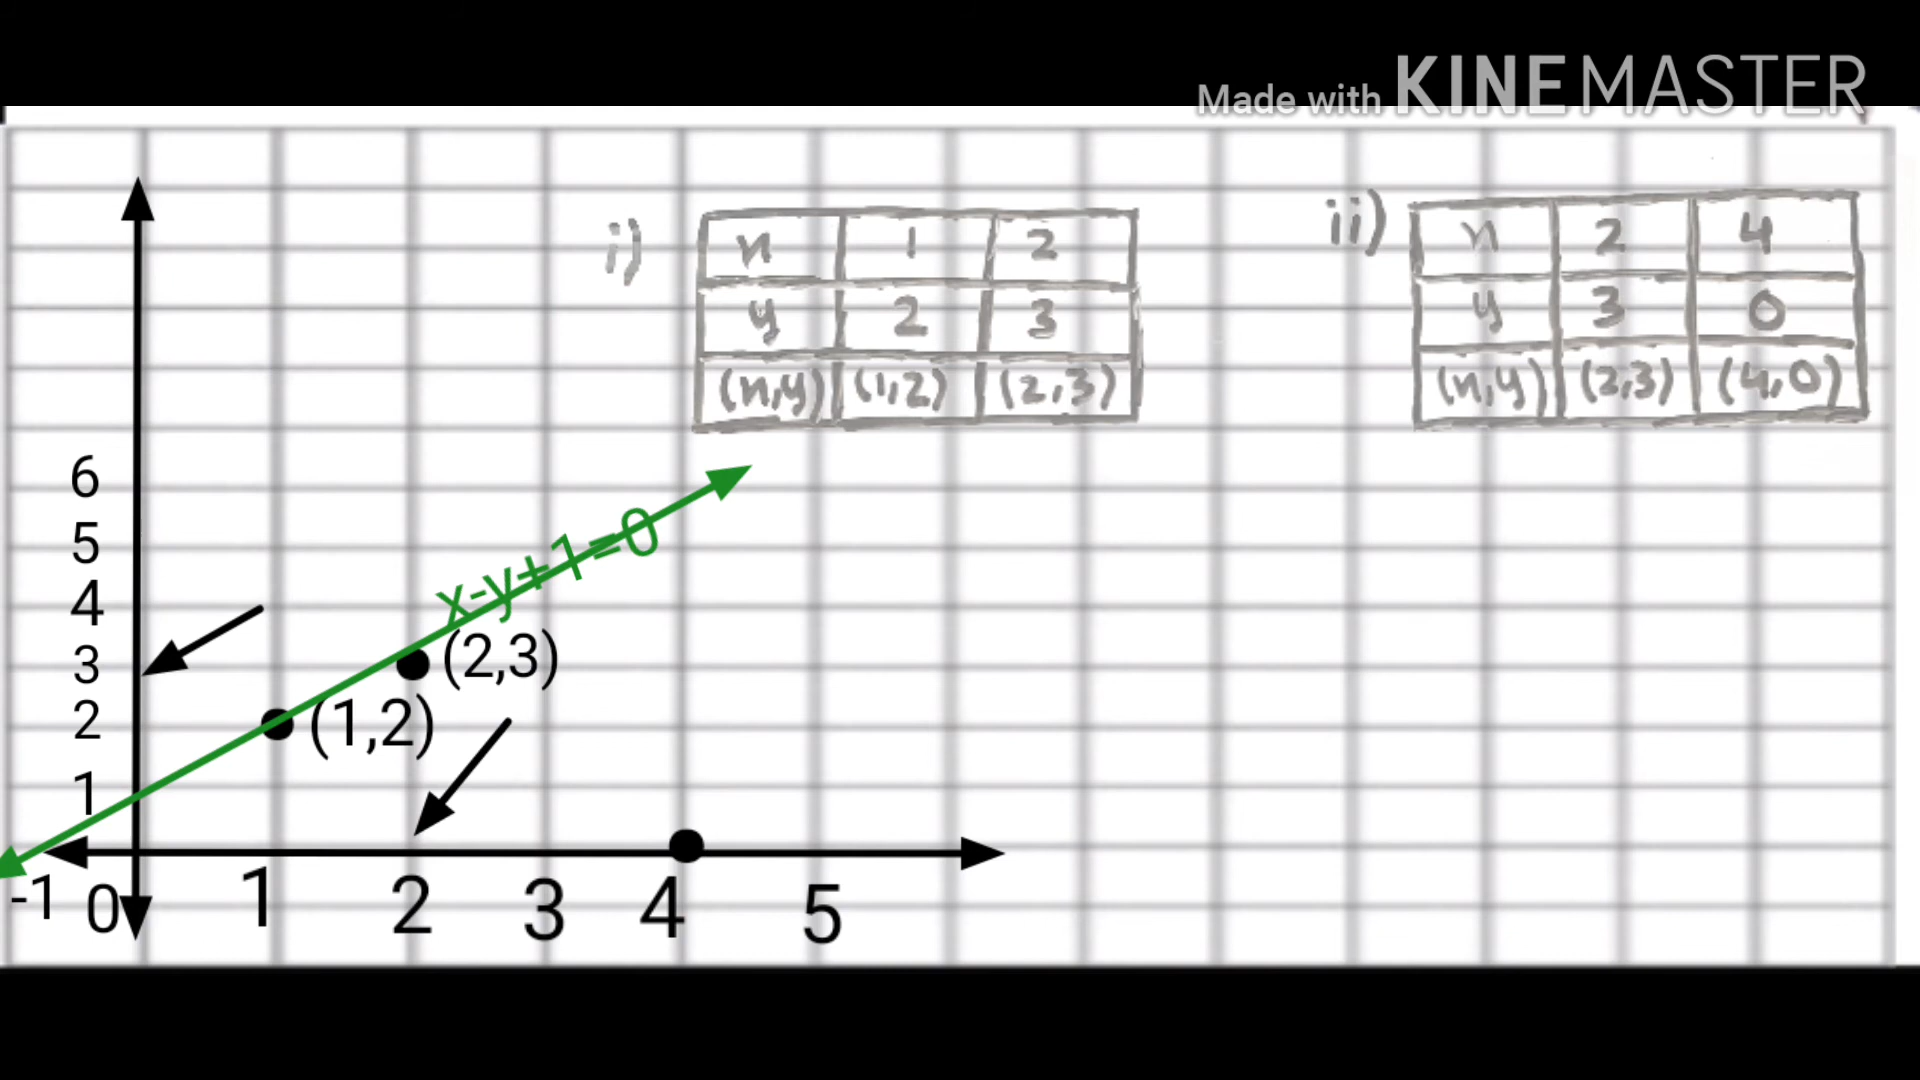 Made with KINEMASTER
i)
x 1 2
y 2 3
(x,y) (1,2) (2,3)
ii)
x 2 4
y 3 0
(x,y) (2,3) (4,0)
6
5
4
3
2
1
x-y+1=0
(2,3)
(1,2)
-1 0 1 2 3 4 5